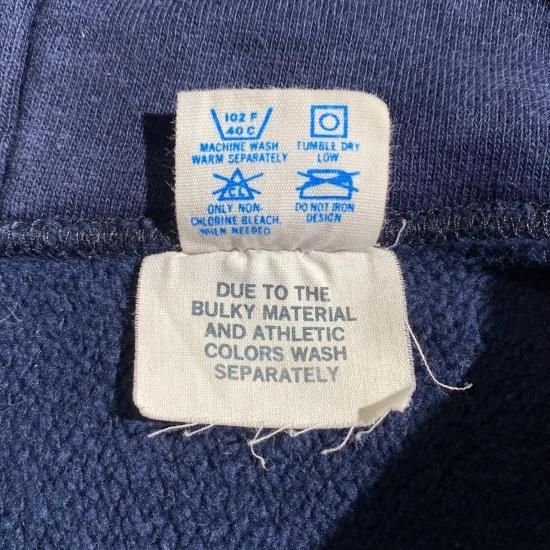 102 F
40 C
MACHINE WASH
WARM SEPARATELY
TUMBLE DRY
LOW
CL
ONLY NON-
CHLORINE BLEACH,
WHEN NEEDED
DO NOT IRON
DESIGN
DUE TO THE
BULKY MATERIAL
AND ATHLETIC
COLORS WASH
SEPARATELY